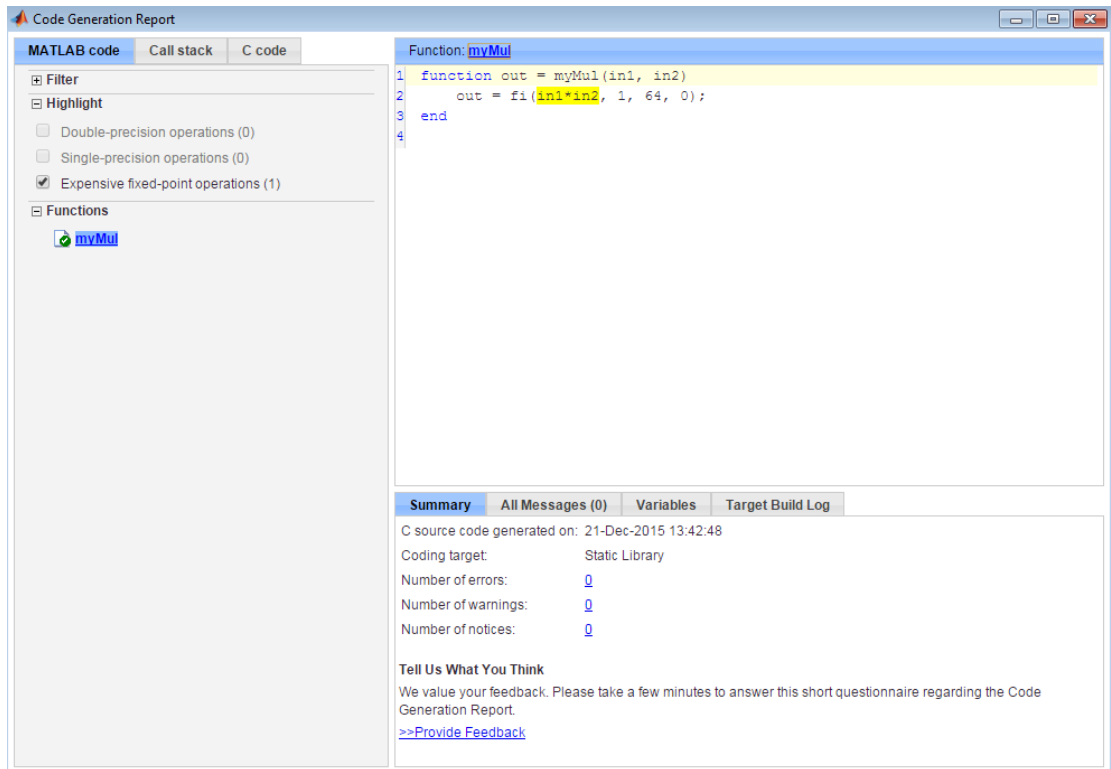 Code Generation Report
MATLAB code Call stack C code
Filter
Highlight
Double-precision operations (0)
Single-precision operations (0)
Expensive fixed-point operations (1)
Functions
myMul
Function: myMul
1 function out = myMul(in1, in2)
2 out = fi(in1*in2, 1, 64, 0);
3 end
4
Summary All Messages (0) Variables Target Build Log
C source code generated on: 21-Dec-2015 13:42:48
Coding target: Static Library
Number of errors: 0
Number of warnings: 0
Number of notices: 0
Tell Us What You Think
We value your feedback. Please take a few minutes to answer this short questionnaire regarding the Code
Generation Report.
>>Provide Feedback